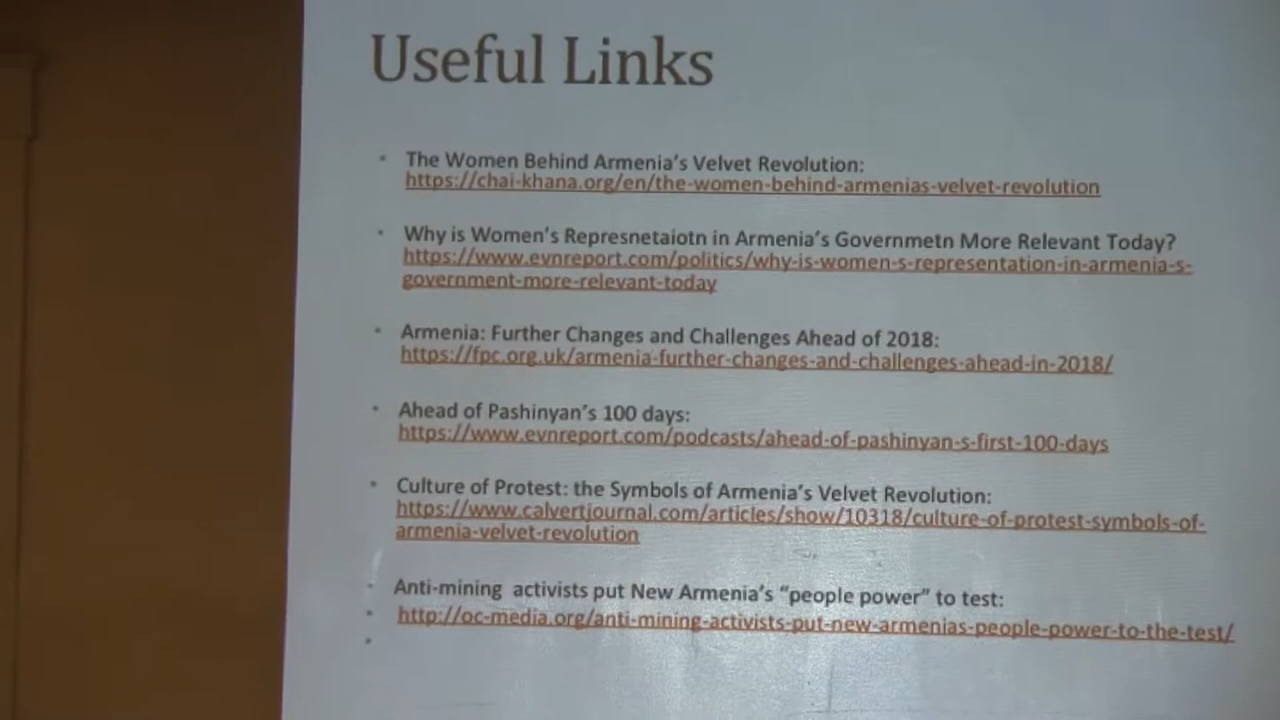 Useful Links
• The Women Behind Armenia's Velvet Revolution:
https://chai-khana.org/en/the-women-behind-armenias-velvet-revolution
• Why is Women's Represnetaiotn in Armenia's Governmetn More Relevant Today?
https://www.evnreport.com/politics/why-is-women-s-representation-in-armenia-s-
government-more-relevant-today
• Armenia: Further Changes and Challenges Ahead of 2018:
https://fpc.org.uk/armenia-further-changes-and-challenges-ahead-in-2018/
• Ahead of Pashinyan's 100 days:
https://www.evnreport.com/podcasts/ahead-of-pashinyan-s-first-100-days
• Culture of Protest: the Symbols of Armenia's Velvet Revolution:
https://www.calvertjournal.com/articles/show/10318/culture-of-protest-symbols-of-
armenia-velvet-revolution
• Anti-mining activists put New Armenia's “people power” to test:
• http://oc-media.org/anti-mining-activists-put-new-armenias-people-power-to-the-test/